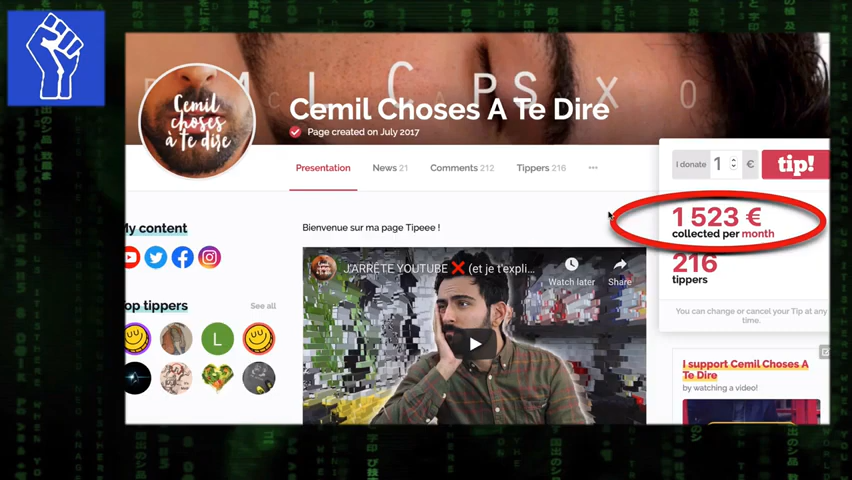 Cemil
choses
à te dire
Cemil Choses A Te Dire
Page created on July 2017
Presentation
News 21
Comments 212
Tippers 216
I donate 1 €
tip!
1 523 €
collected per month
216
tippers
You can change or cancel your Tip at any
time.
My content
Top tippers
See all
L
Bienvenue sur ma page Tipeee !
J'ARRÊTE YOUTUBE ❌ (et je t'expli...
Watch later
Share
I support Cemil Choses A
Te Dire
by watching a video!